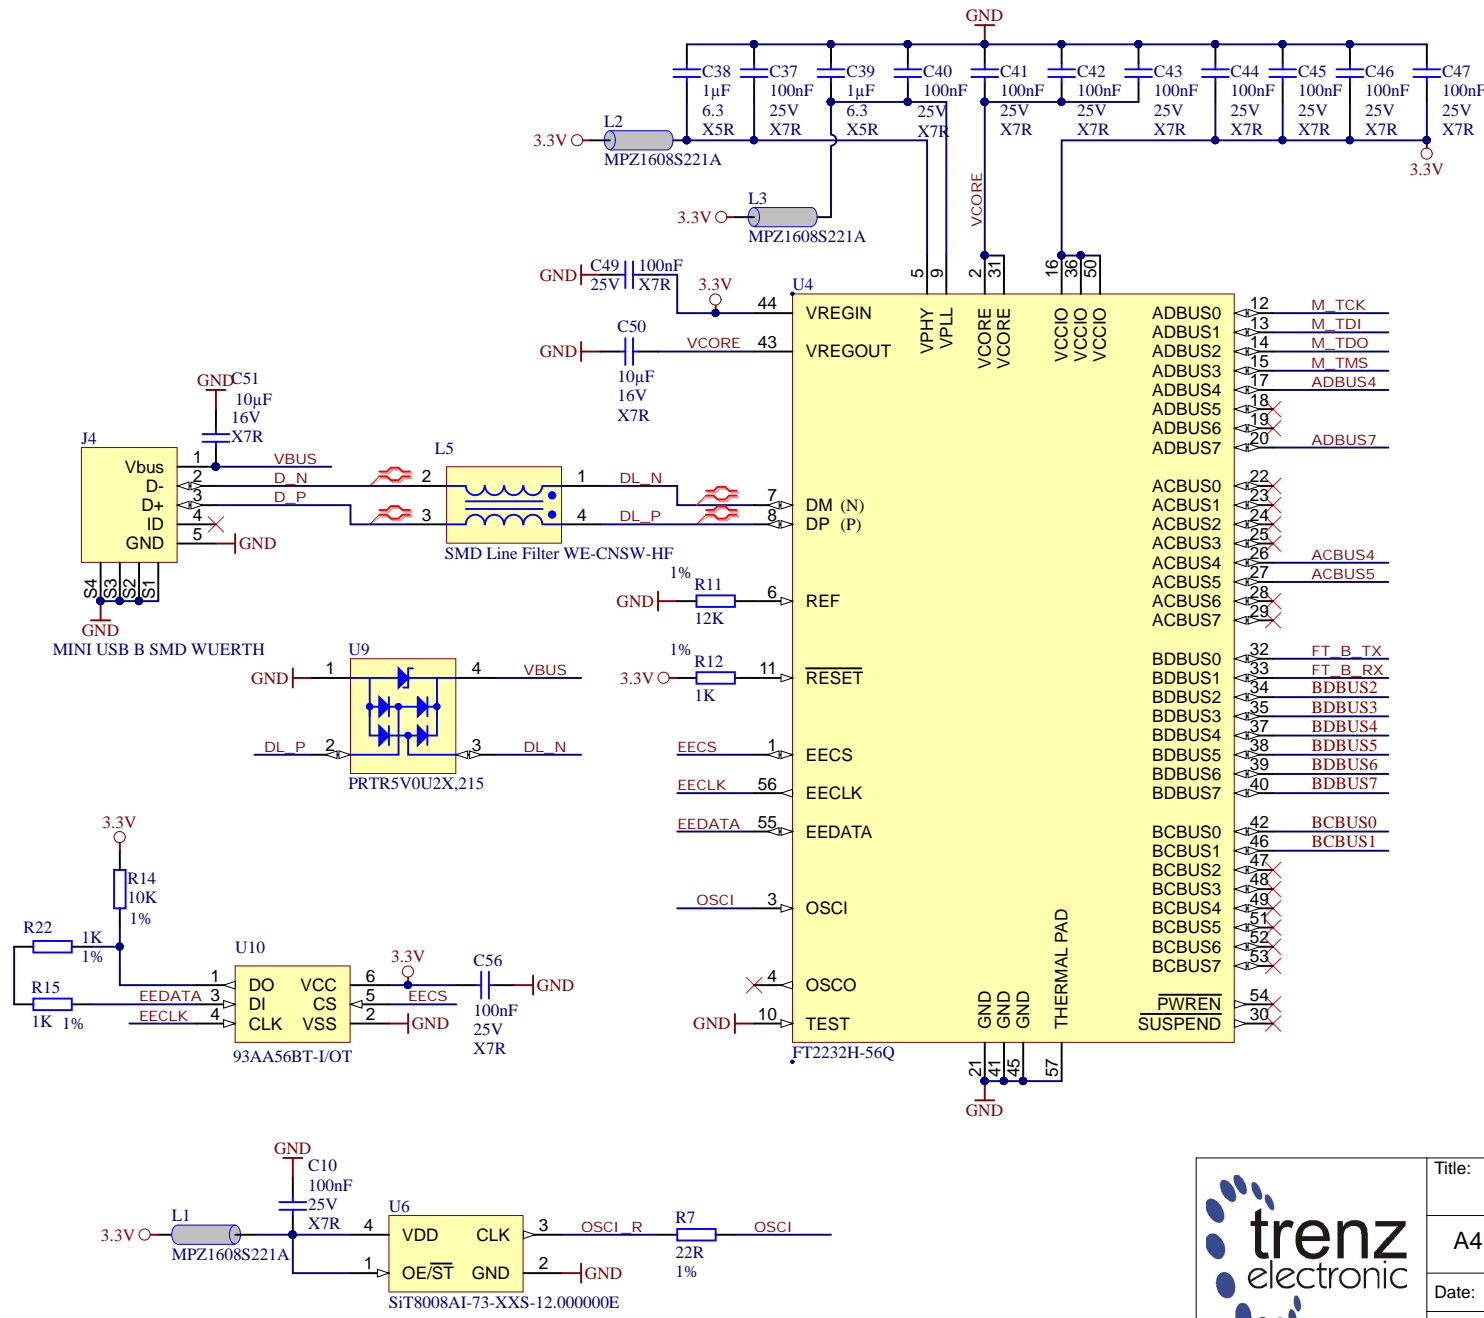 GND
C38
1µF
6.3
X5R
C37
100nF
25V
X7R
C39
1µF
6.3
X5R
C40
100nF
25V
X7R
C41
100nF
25V
X7R
C42
100nF
25V
X7R
C43
100nF
25V
X7R
C44
100nF
25V
X7R
C45
100nF
25V
X7R
C46
100nF
25V
X7R
C47
100nF
25V
X7R
3.3V
L2
MPZ1608S221A
3.3V
3.3V
L3
MPZ1608S221A
VCORE
GND
C49
25V
100nF
X7R
3.3V
GND
C50
10µF
16V
X7R
VCORE
U4
44 VREGIN
43 VREGOUT
5 VPHY
9 VPLL
2 VCORE
31 VCORE
16 VCCIO
36 VCCIO
50 VCCIO
ADBUS0 12 M_TCK
ADBUS1 13 M_TDI
ADBUS2 14 M_TDO
ADBUS3 15 M_TMS
ADBUS4 17 ADBUS4
ADBUS5 18
ADBUS6 19
ADBUS7 20 ADBUS7
ACBUS0 22
ACBUS1 23
ACBUS2 24
ACBUS3 25
ACBUS4 26 ACBUS4
ACBUS5 27 ACBUS5
ACBUS6 28
ACBUS7 29
BDBUS0 32 FT_B_TX
BDBUS1 33 FT_B_RX
BDBUS2 34 BDBUS2
BDBUS3 35 BDBUS3
BDBUS4 37 BDBUS4
BDBUS5 38 BDBUS5
BDBUS6 39 BDBUS6
BDBUS7 40 BDBUS7
BCBUS0 42 BCBUS0
BCBUS1 46 BCBUS1
BCBUS2 47
BCBUS3 48
BCBUS4 49
BCBUS5 51
BCBUS6 52
BCBUS7 53
PWREN 54
SUSPEND 30
7 DM (N)
8 DP (P)
6 REF
11 RESET
EECS 1 EECS
EECLK 56 EECLK
EEDATA 55 EEDATA
OSCI 3 OSCI
4 OSCO
GND 10 TEST
GND 21
GND 41
GND 45
THERMAL PAD 57
GND
FT2232H-56Q
GND
C51
10µF
16V
X7R
J4
Vbus 1 VBUS
D- 2 D_N
D+ 3 D_P
ID 4
GND 5 GND
S4
S3
S2
S1
GND
MINI USB B SMD WUERTH
L5
2
1 DL_N
3
4 DL_P
SMD Line Filter WE-CNSW-HF
1%
R11
GND
12K
1%
R12
3.3V
1K
U9
GND 1
4 VBUS
DL_P 2
3 DL_N
PRTR5V0U2X,215
3.3V
R14
10K
1%
R22
1K
1%
R15
1K 1%
U10
1 DO
EEDATA 3 DI
EECLK 4 CLK
VCC 6
CS 5 EECS
VSS 2 GND
93AA56BT-I/OT
3.3V
C56
GND
100nF
25V
X7R
GND
C10
100nF
25V
X7R
3.3V
L1
MPZ1608S221A
U6
4 VDD
1 OE/ST
CLK 3 OSCI_R
GND 2 GND
SiT8008AI-73-XXS-12.000000E
R7
22R
1%
OSCI
trenz
electronic
Title:
A4
Date: